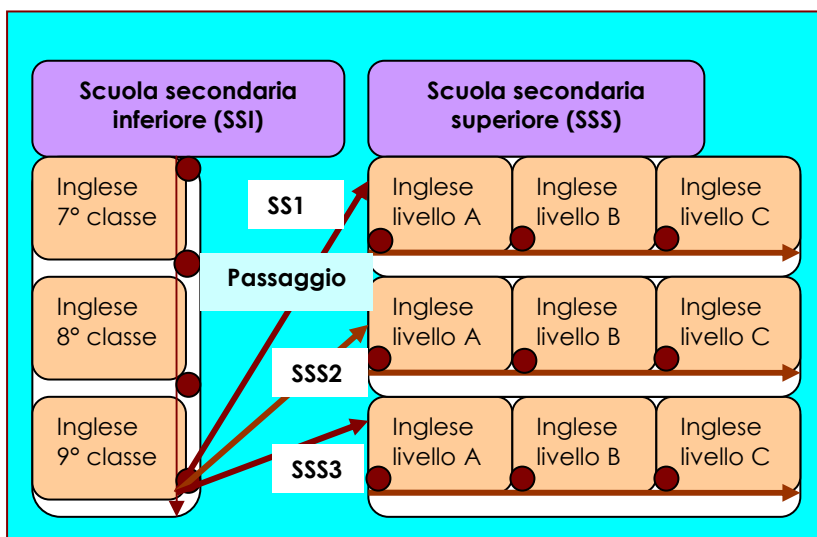 Scuola secondaria
inferiore (SSI)
Scuola secondaria
superiore (SSS)
Inglese
7° classe
Inglese
8° classe
Inglese
9° classe
SS1
Passaggio
SSS2
SSS3
Inglese
livello A
Inglese
livello B
Inglese
livello C
Inglese
livello A
Inglese
livello B
Inglese
livello C
Inglese
livello A
Inglese
livello B
Inglese
livello C